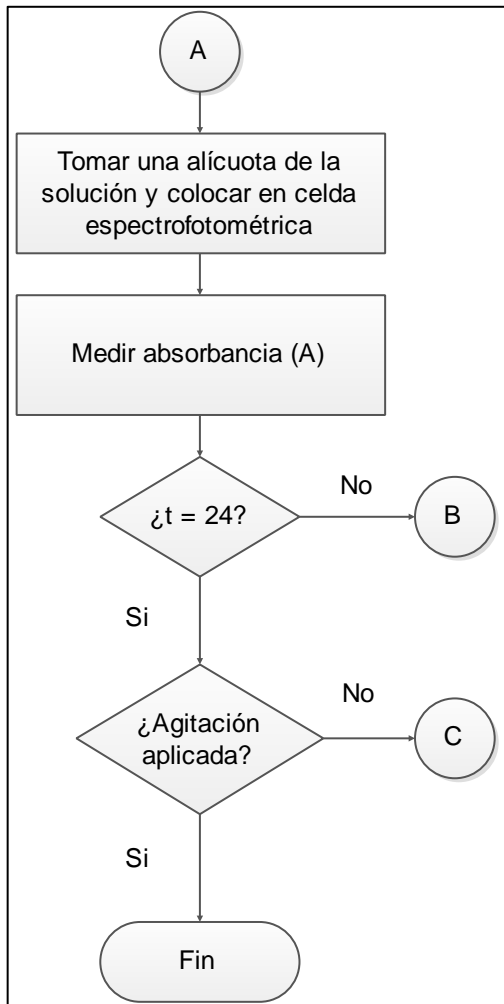 A
Tomar una alícuota de la
solución y colocar en celda
espectrofotométrica
Medir absorbancia (A)
¿t = 24?
No
B
Si
¿Agitación
aplicada?
No
C
Si
Fin